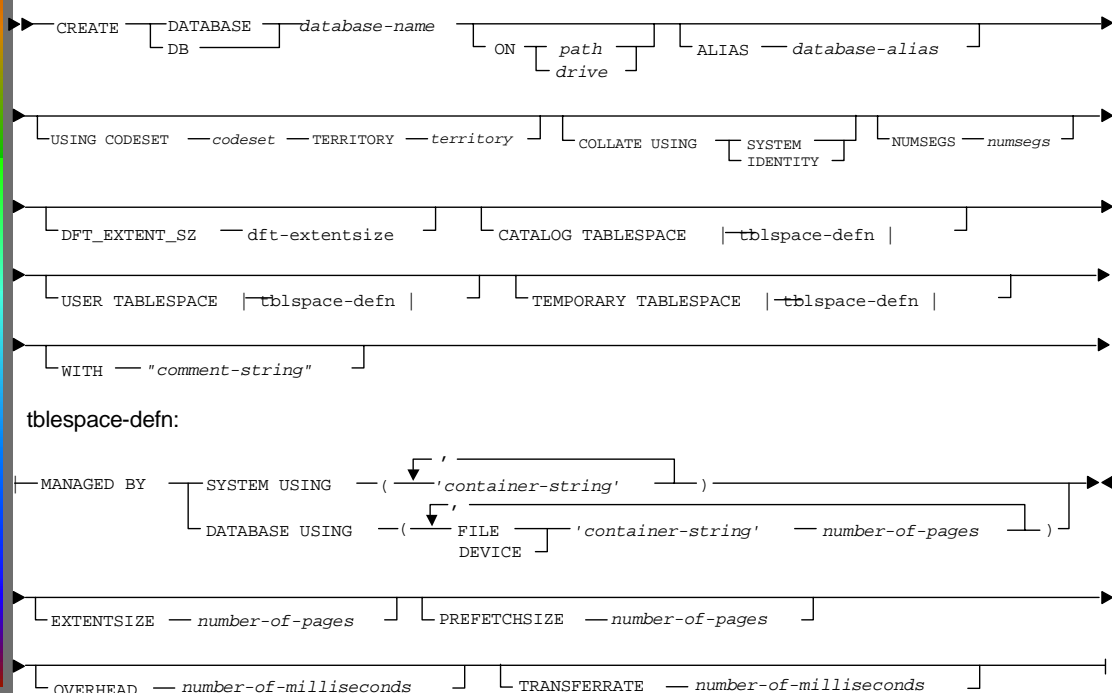 CREATE DATABASE database-name
DB
ON path
drive
ALIAS database-alias
USING CODESET codeset TERRITORY territory
COLLATE USING SYSTEM
IDENTITY
NUMSEGS numsegs
DFT_EXTENT_SZ dft-extentsize
CATALOG TABLESPACE | tblspace-defn |
USER TABLESPACE | tblspace-defn |
TEMPORARY TABLESPACE | tblspace-defn |
WITH "comment-string"
tblespace-defn:
MANAGED BY SYSTEM USING ( 'container-string' )
,
DATABASE USING ( FILE 'container-string' number-of-pages )
,
DEVICE
EXTENTSIZE number-of-pages
PREFETCHSIZE number-of-pages
OVERHEAD number-of-milliseconds
TRANSFERRATE number-of-milliseconds